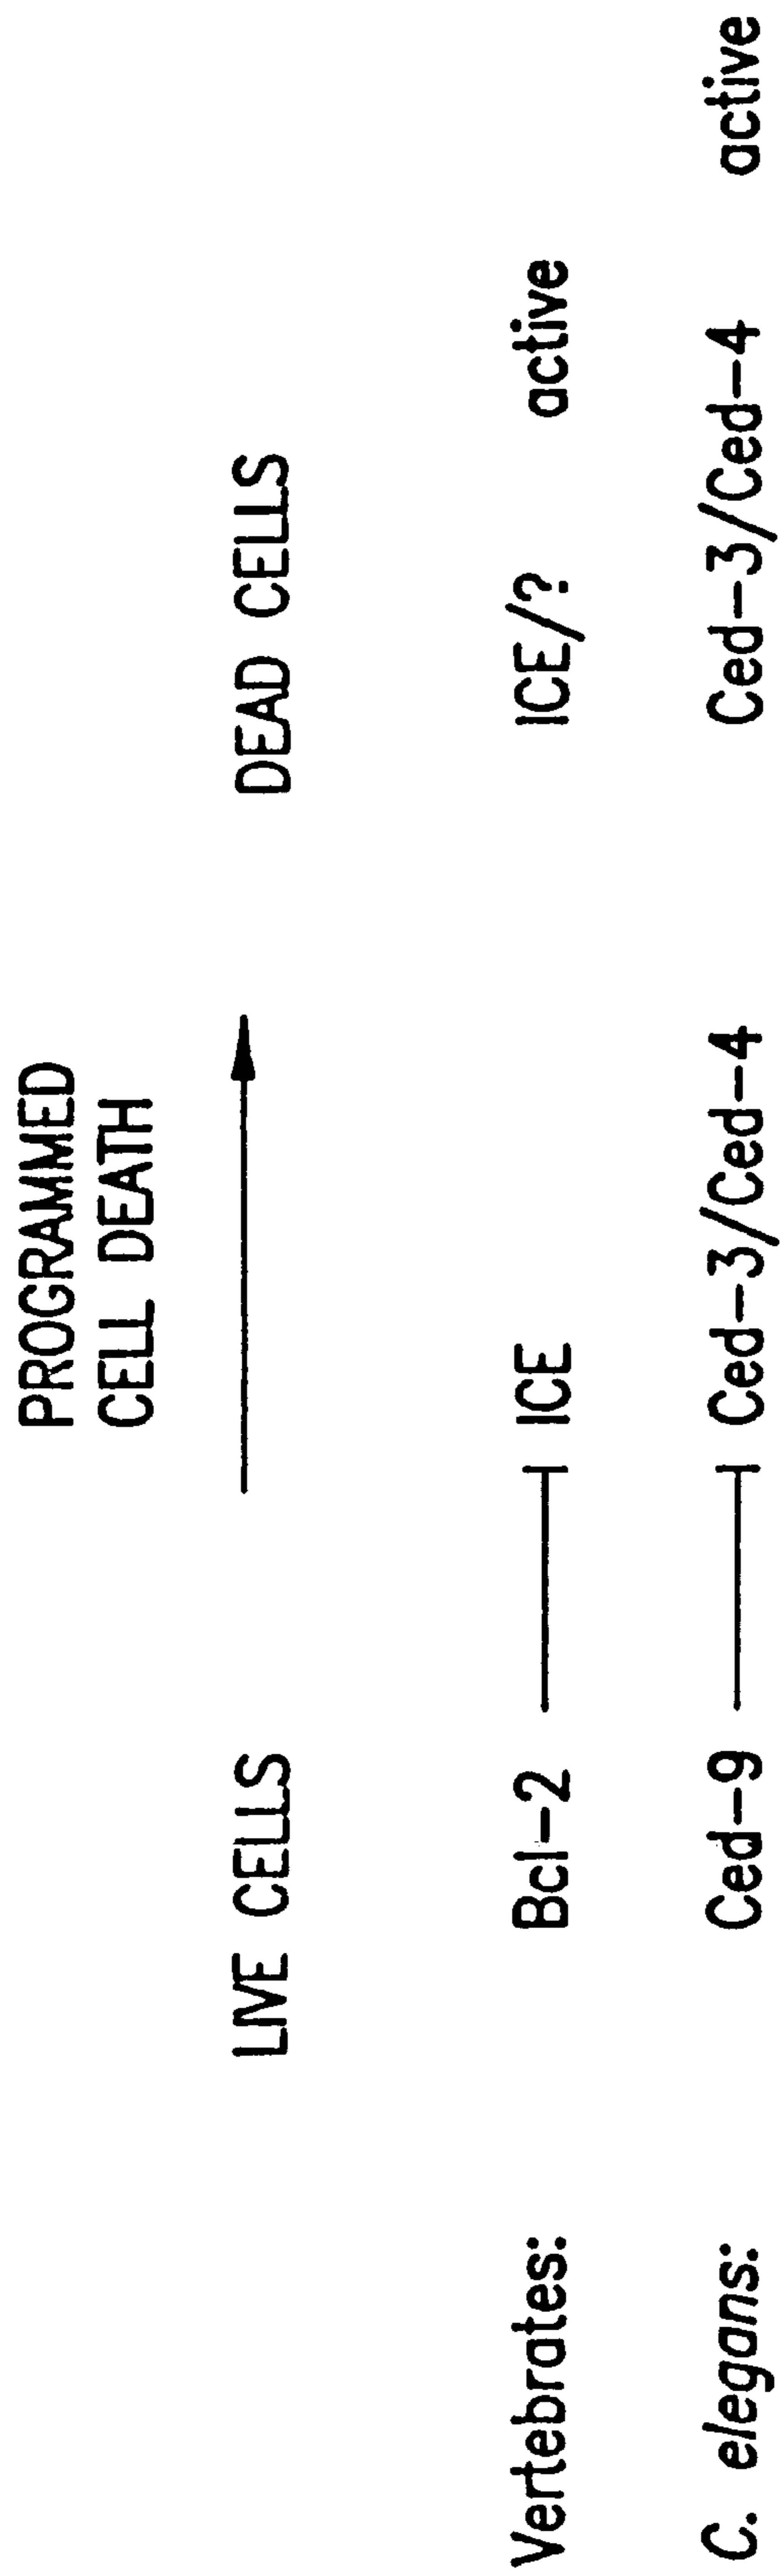 PROGRAMMED
CELL DEATH
LIVE CELLS DEAD CELLS
Vertebrates: Bcl-2 ICE ICE/? active
C. elegans: Ced-9 Ced-3/Ced-4 Ced-3/Ced-4 active